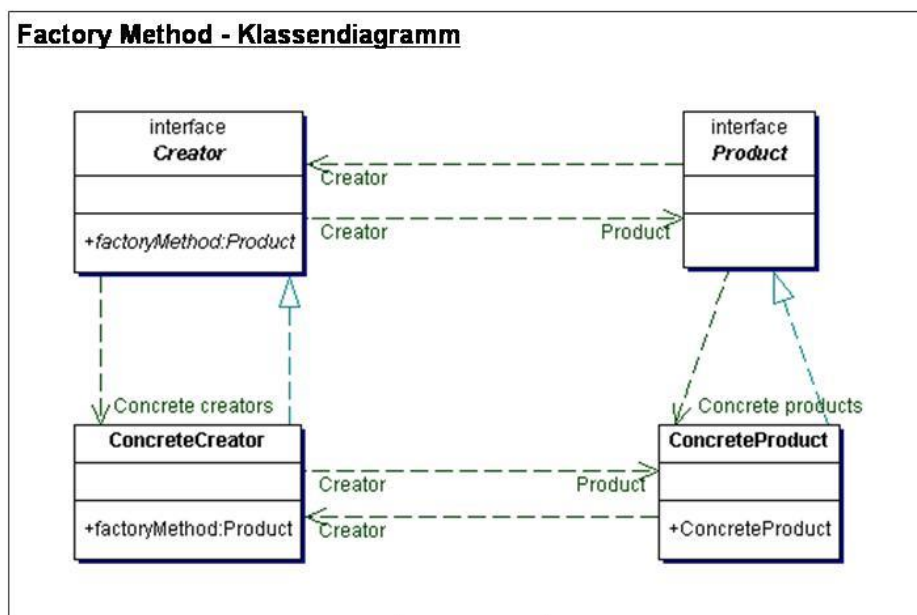 Factory Method - Klassendiagramm
interface
Creator
+factoryMethod:Product
interface
Product
Creator
Creator
Product
Concrete creators
Concrete products
ConcreteCreator
+factoryMethod:Product
ConcreteProduct
+ConcreteProduct
Creator
Product
Creator